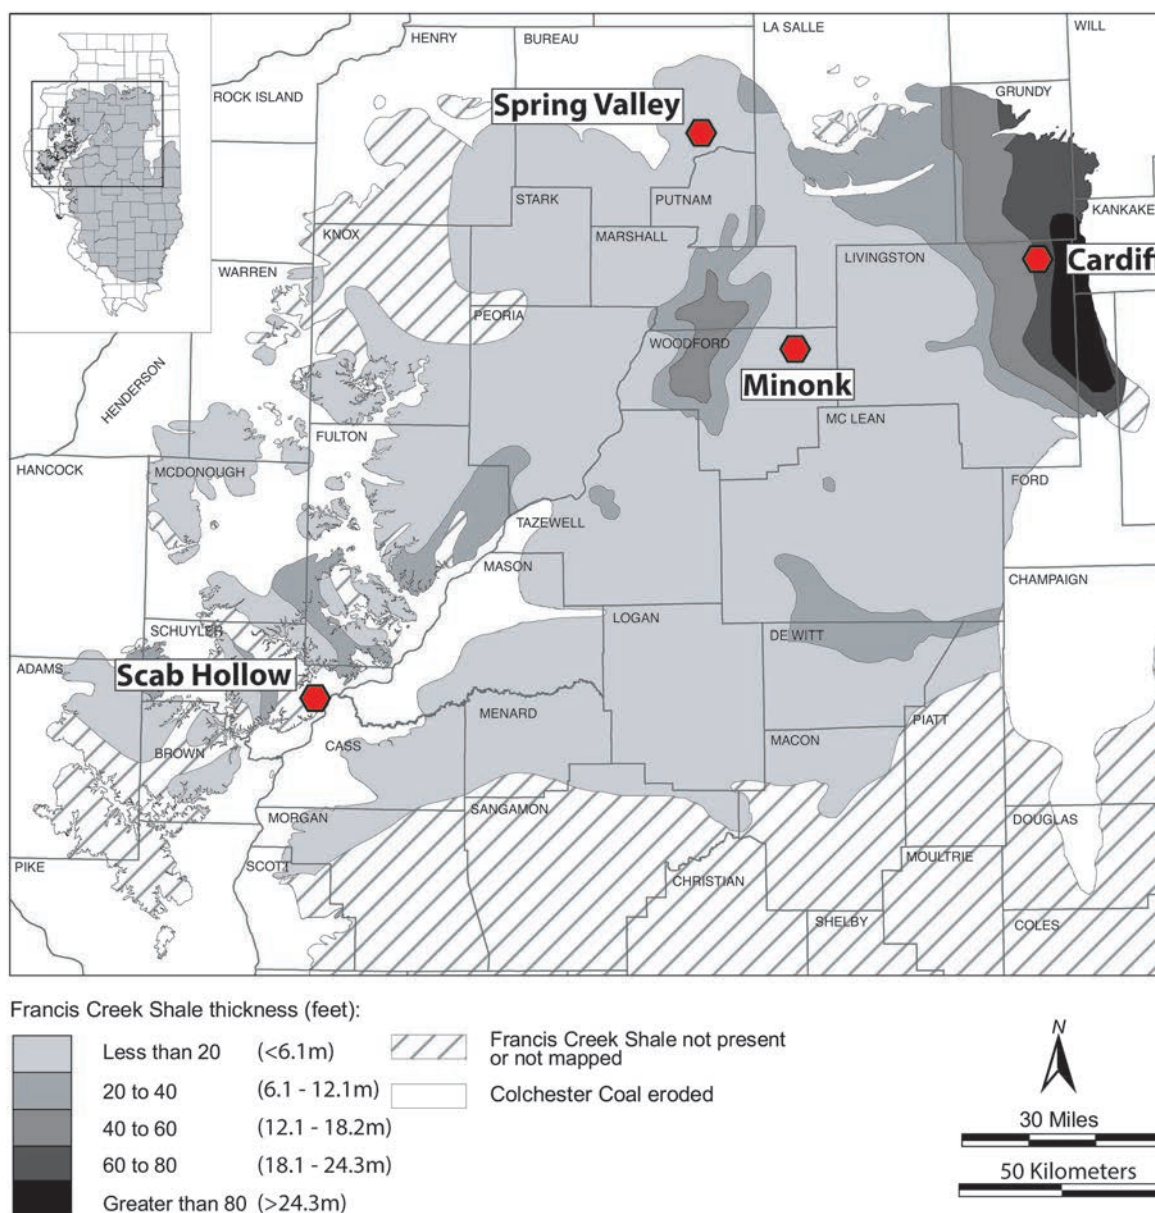 HENRY
BUREAU
LA SALLE
WILL
ROCK ISLAND
GRUNDY
Spring Valley
STARK
PUTNAM
KANKAKE
KNOX
MARSHALL
WARREN
LIVINGSTON
Cardiff
PEORIA
WOODFORD
HENDERSON
Minonk
MC LEAN
FULTON
HANCOCK
MCDONOUGH
FORD
TAZEWELL
MASON
CHAMPAIGN
LOGAN
SCHUYLER
DE WITT
ADAMS
Scab Hollow
MENARD
PIATT
CASS
MACON
BROWN
SANGAMON
MORGAN
DOUGLAS
MOULTRIE
PIKE
SCOTT
CHRISTIAN
SHELBY
COLES
Francis Creek Shale thickness (feet):
Less than 20 (<6.1m)
20 to 40 (6.1 - 12.1m)
40 to 60 (12.1 - 18.2m)
60 to 80 (18.1 - 24.3m)
Greater than 80 (>24.3m)
Francis Creek Shale not present
or not mapped
Colchester Coal eroded
N
30 Miles
50 Kilometers